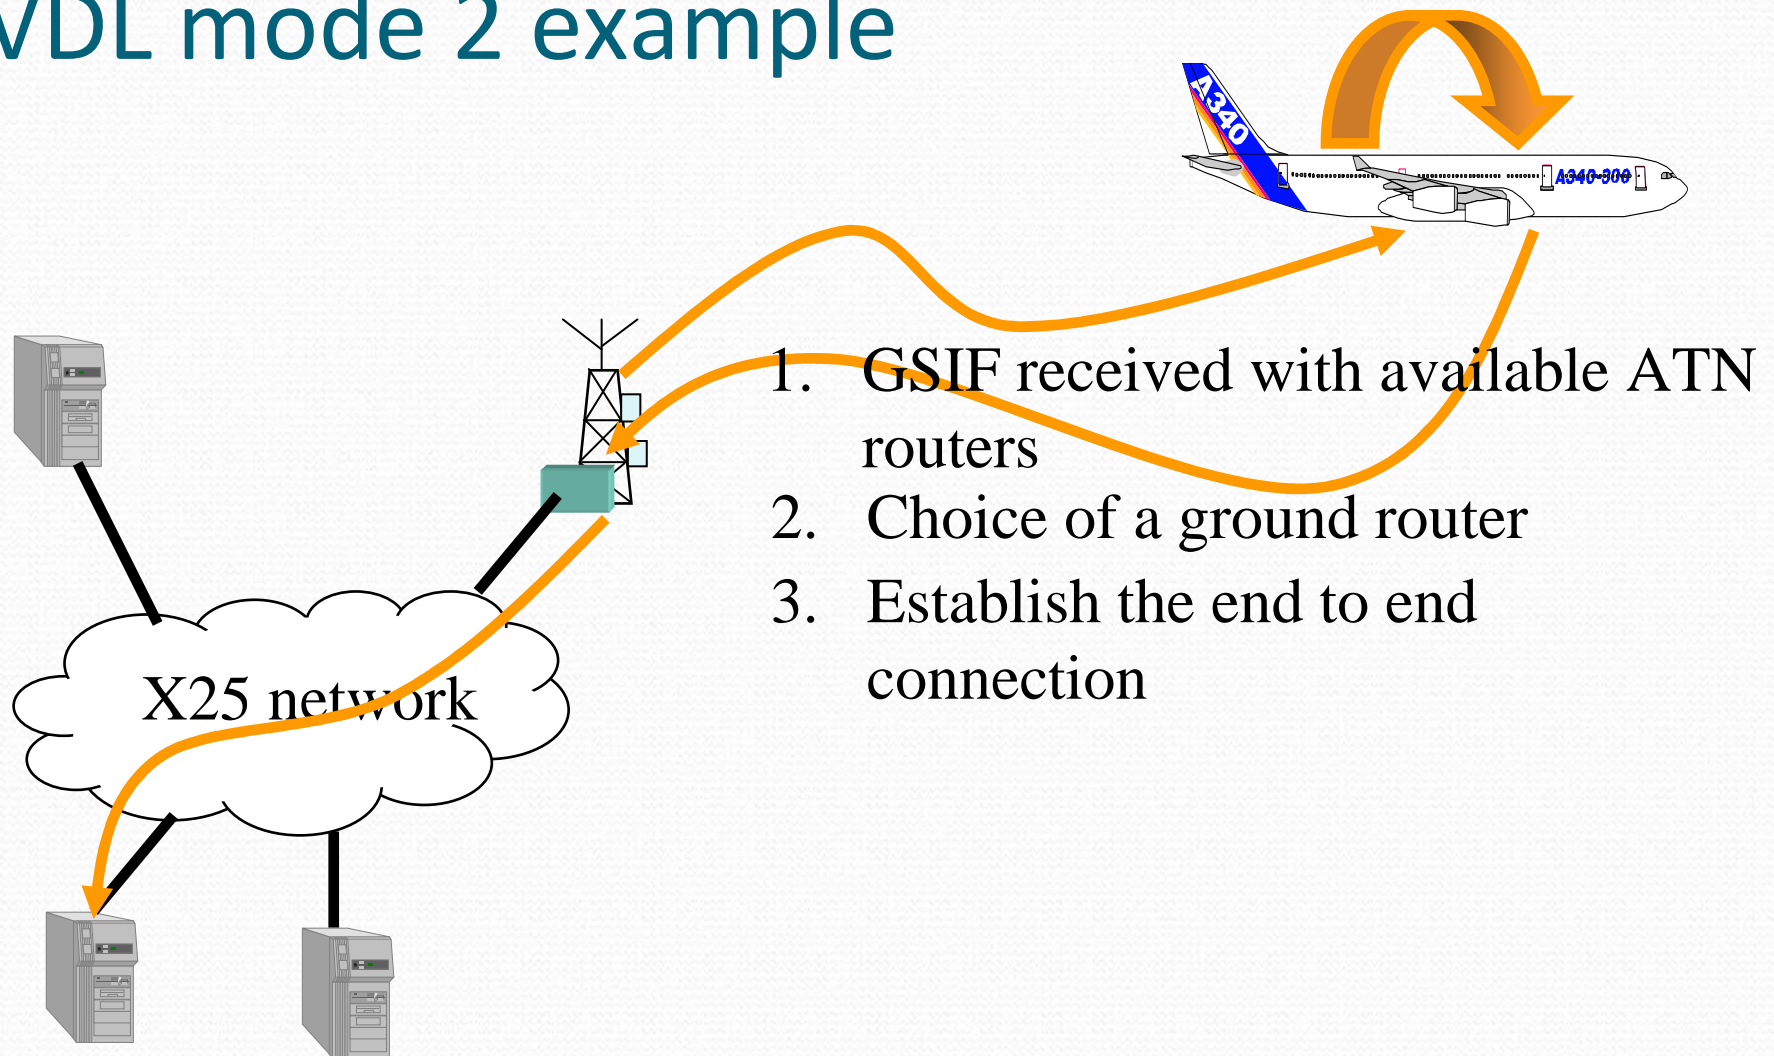 VDL mode 2 example
A340
A340-300
1. GSIF received with available ATN
routers
2. Choice of a ground router
3. Establish the end to end
connection
X25 network